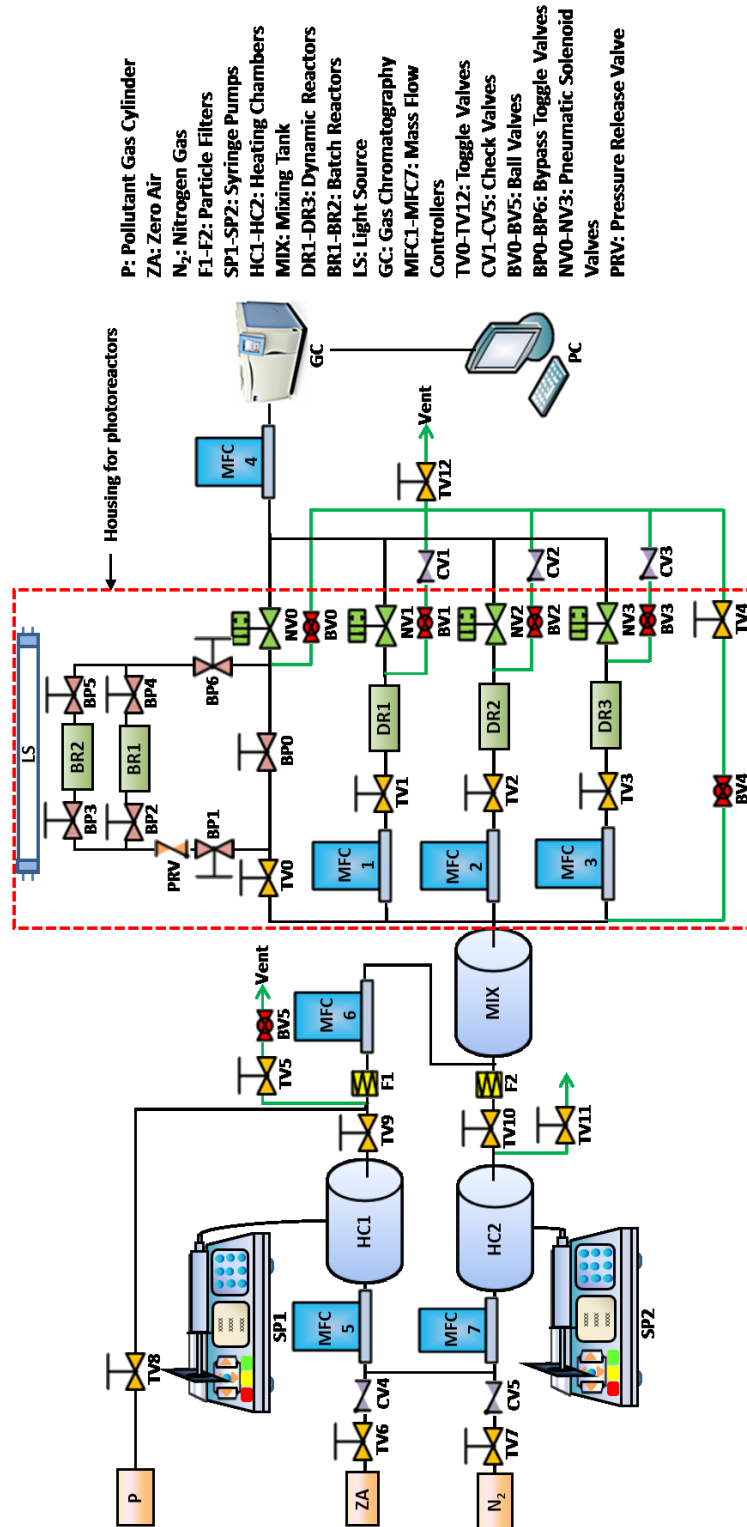 P: Pollutant Gas Cylinder
ZA: Zero Air
N₂: Nitrogen Gas
F1-F2: Particle Filters
SP1-SP2: Syringe Pumps
HC1-HC2: Heating Chambers
MIX: Mixing Tank
DR1-DR3: Dynamic Reactors
BR1-BR2: Batch Reactors
LS: Light Source
GC: Gas Chromatography
MFC1-MFC7: Mass Flow
Controllers
TV0-TV12: Toggle Valves
CV1-CV5: Check Valves
BV0-BV5: Ball Valves
BP0-BP6: Bypass Toggle Valves
NV0-NV3: Pneumatic Solenoid
Valves
PRV: Pressure Release Valve
Housing for photoreactors
LS
BR2
BR1
BP3
BP5
BP2
BP4
PRV
BP1
BP6
TV0
BP0
NV0
BV0
MFC
4
GC
PC
MFC
1
TV1
DR1
NV1
BV1
CV1
TV12
Vent
MFC
2
TV2
DR2
NV2
BV2
CV2
MFC
3
TV3
DR3
NV3
BV3
CV3
BV4
TV4
P
TV8
xxxx
xxxx
xxxx
SP1
TV5
BV5
Vent
ZA
TV6
CV4
MFC
5
HC1
TV9
F1
MFC
6
N₂
TV7
CV5
MFC
7
HC2
TV10
F2
MIX
TV11
xxxx
xxxx
xxxx
SP2